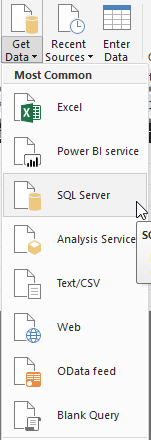 Get Data
Recent Sources
Enter Data
Most Common
Excel
Power BI service
SQL Server
Analysis Service
Text/CSV
Web
OData feed
Blank Query